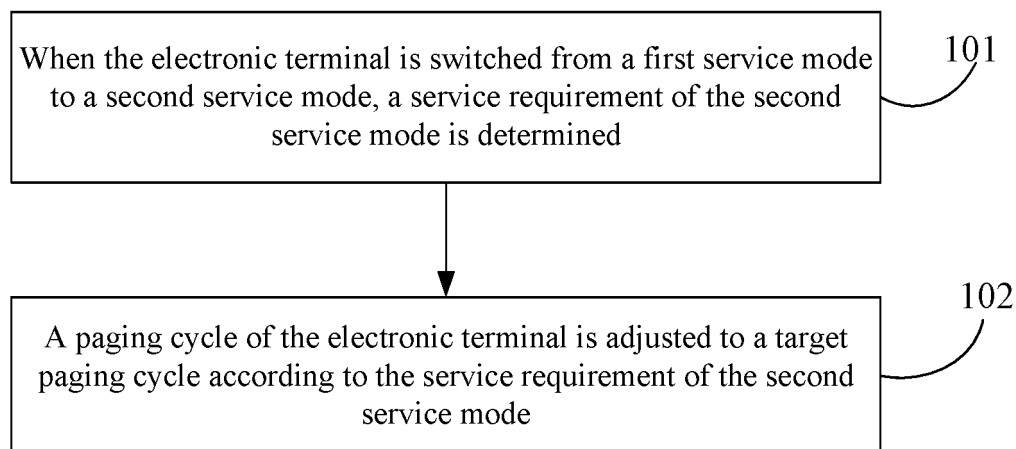 When the electronic terminal is switched from a first service mode
to a second service mode, a service requirement of the second
service mode is determined
101
A paging cycle of the electronic terminal is adjusted to a target
paging cycle according to the service requirement of the second
service mode
102